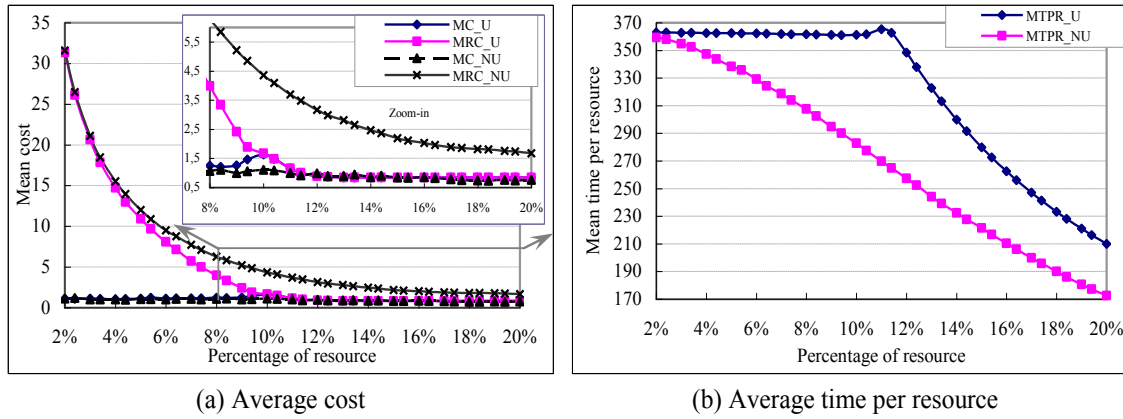 35
30
25
20
15
10
5
0
Mean cost
2% 4% 6% 8% 10% 12% 14% 16% 18% 20%
Percentage of resource
MC_U
MRC_U
MC_NU
MRC_NU
Zoom-in
5,5
4,5
3,5
2,5
1,5
0,5
8% 10% 12% 14% 16% 18% 20%
(a) Average cost
MTPR_U
MTPR_NU
370
350
330
310
290
270
250
230
210
190
170
Mean time per resource
2% 4% 6% 8% 10% 12% 14% 16% 18% 20%
Percentage of resource
(b) Average time per resource